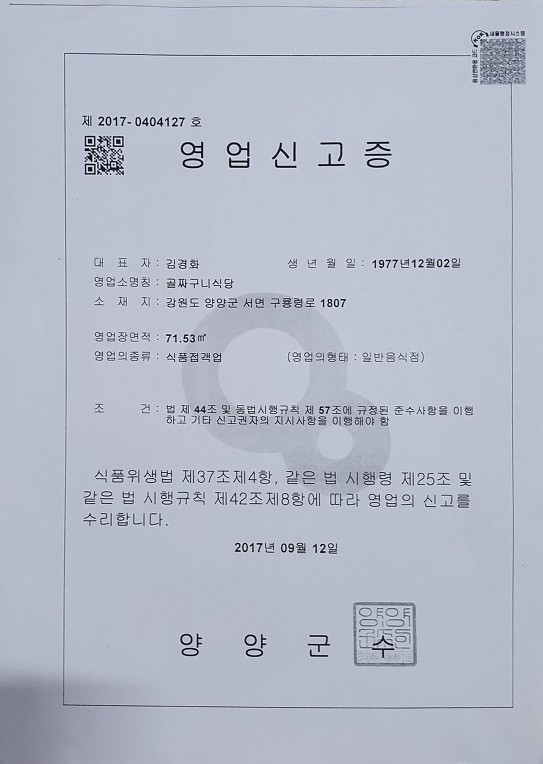 새올행정시스템
음성변환용 코드
제 2017- 0404127 호
영 업 신 고 증
대 표 자 : 김경화 생 년 월 일 : 1977년12월02일
영업소명칭 : 골짜구니식당
소 재 지 : 강원도 양양군 서면 구룡령로 1807
영업장면적 : 71.53㎡
영업의종류 : 식품접객업 (영업의형태 : 일반음식점)
조 건 : 법 제 44조 및 동법시행규칙 제 57조에 규정된 준수사항을 이행
하고 기타 신고권자의 지시사항을 이행해야 함
식품위생법 제37조제4항, 같은 법 시행령 제25조 및
같은 법 시행규칙 제42조제8항에 따라 영업의 신고를
수리합니다.
2017년 09월 12일
양 양 군 수